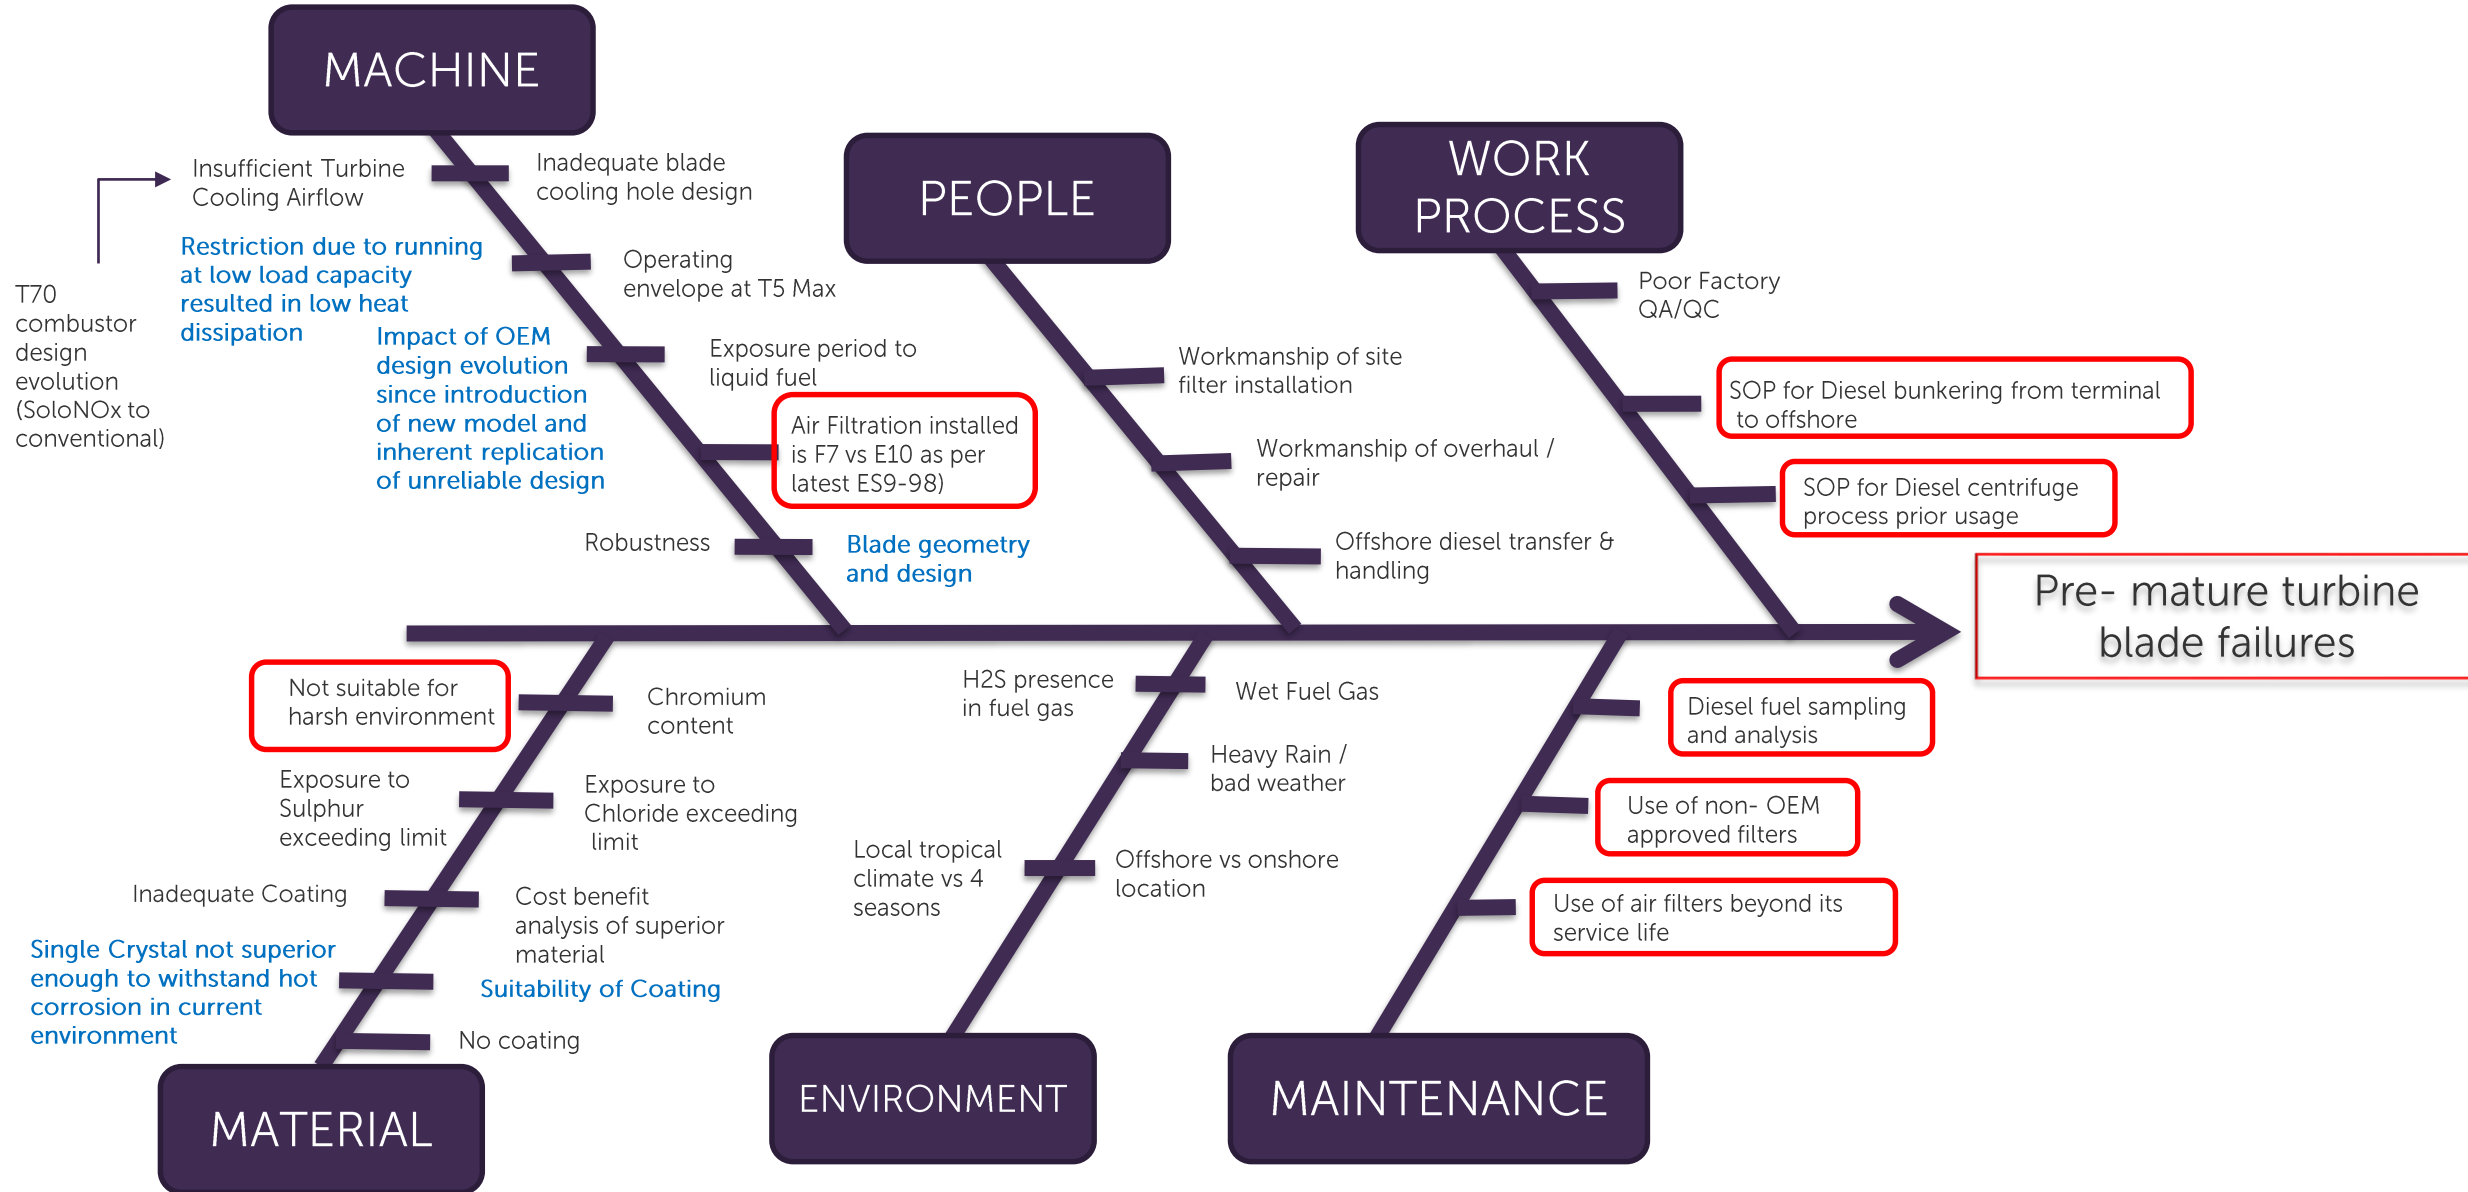 MACHINE
Insufficient Turbine
Cooling Airflow
Inadequate blade
cooling hole design
Restriction due to running
at low load capacity
resulted in low heat
dissipation
Operating
envelope at T5 Max
T70
combustor
design
evolution
(SoloNOx to
conventional)
Impact of OEM
design evolution
since introduction
of new model and
inherent replication
of unreliable design
Exposure period to
liquid fuel
Air Filtration installed
is F7 vs E10 as per
latest ES9-98)
Robustness
Blade geometry
and design
PEOPLE
Workmanship of site
filter installation
Workmanship of overhaul /
repair
Offshore diesel transfer &
handling
WORK
PROCESS
Poor Factory
QA/QC
SOP for Diesel bunkering from terminal
to offshore
SOP for Diesel centrifuge
process prior usage
Pre- mature turbine
blade failures
Not suitable for
harsh environment
Chromium
content
Exposure to
Sulphur
exceeding limit
Exposure to
Chloride exceeding
limit
Inadequate Coating
Cost benefit
analysis of superior
material
Single Crystal not superior
enough to withstand hot
corrosion in current
environment
Suitability of Coating
No coating
MATERIAL
H2S presence
in fuel gas
Wet Fuel Gas
Heavy Rain /
bad weather
Local tropical
climate vs 4
seasons
Offshore vs onshore
location
ENVIRONMENT
Diesel fuel sampling
and analysis
Use of non- OEM
approved filters
Use of air filters beyond its
service life
MAINTENANCE